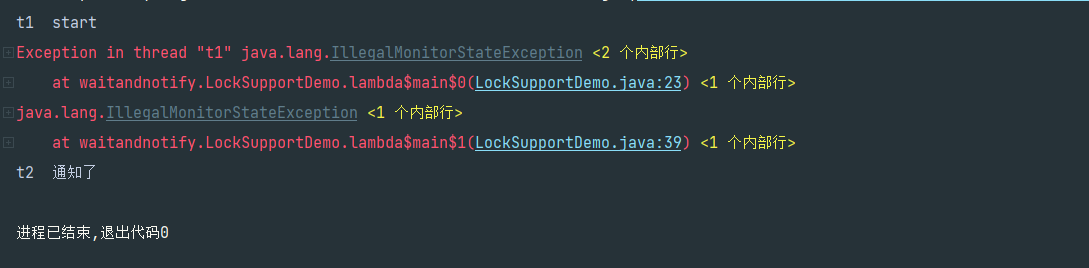 t1  start
Exception in thread "t1" java.lang.IllegalMonitorStateException <2 个内部行>
    at waitandnotify.LockSupportDemo.lambda$main$0(LockSupportDemo.java:23) <1 个内部行>
java.lang.IllegalMonitorStateException <1 个内部行>
    at waitandnotify.LockSupportDemo.lambda$main$1(LockSupportDemo.java:39) <1 个内部行>
t2  通知了
进程已结束,退出代码0